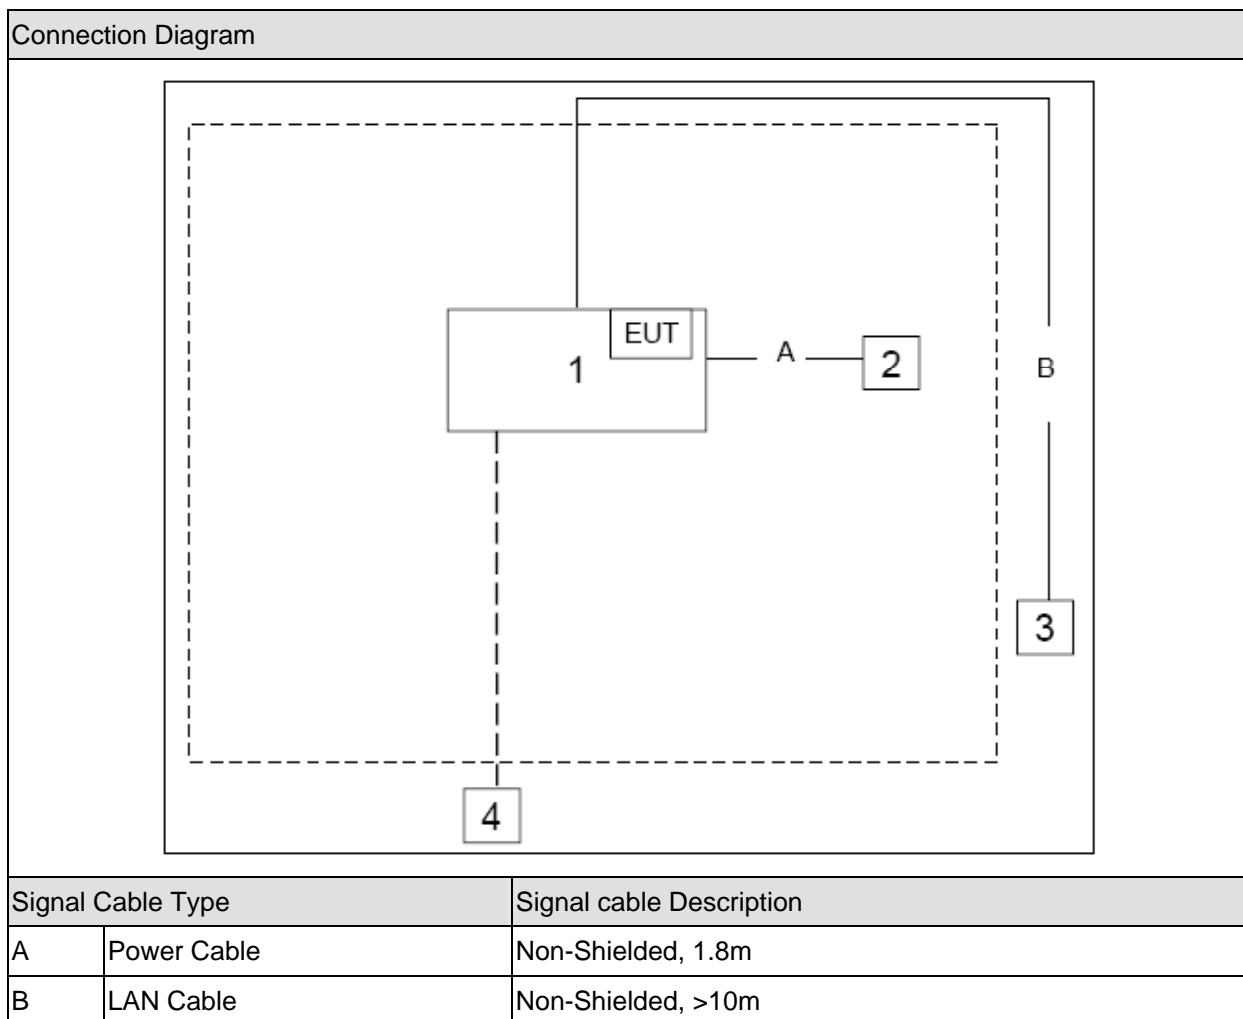 Connection Diagram
EUT
1
A
2
B
3
4
Signal Cable Type Signal cable Description
A Power Cable Non-Shielded, 1.8m
B LAN Cable Non-Shielded, >10m